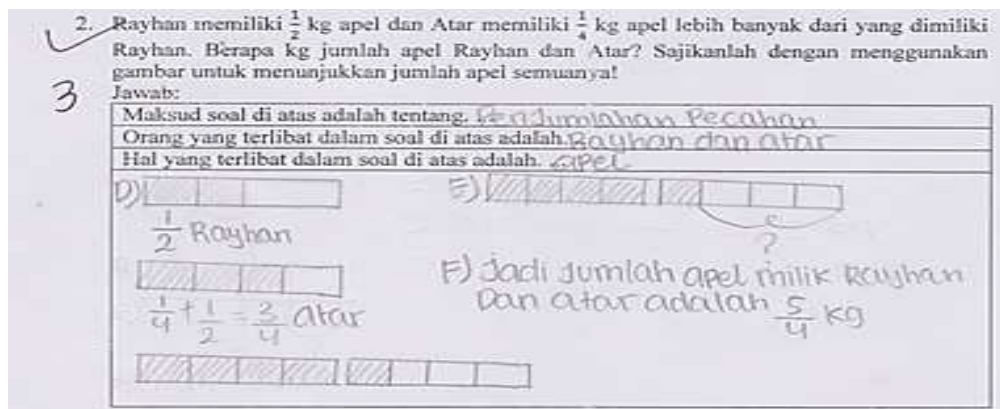 2. Rayhan memiliki 1/2 kg apel dan Atar memiliki 1/4 kg apel lebih banyak dari yang dimiliki
Rayhan. Berapa kg jumlah apel Rayhan dan Atar? Sajikanlah dengan menggunakan
gambar untuk menunjukkan jumlah apel semuanya!
3
Jawab:
Maksud soal di atas adalah tentang. Penjumlahan Pecahan
Orang yang terlibat dalam soal di atas adalah. Rayhan dan atar
Hal yang terlibat dalam soal di atas adalah. apel
D)
1/2 Rayhan
1/4 + 1/2 = 3/4 atar
E)
?
F) Jadi Jumlah apel milik Rayhan
Dan atar adalah 5/4 kg